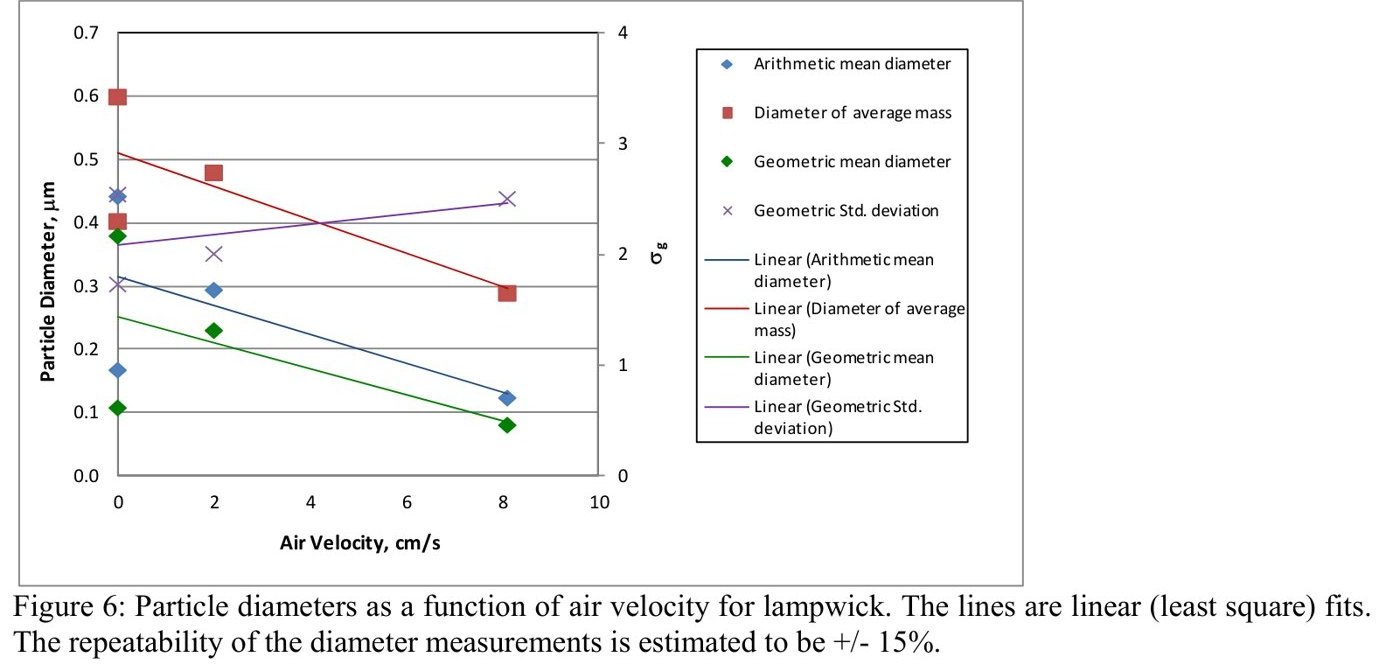 0.7
0.6
0.5
0.4
0.3
0.2
0.1
0.0
Particle Diameter, μm
4
3
2
1
0
σg
0 2 4 6 8 10
Air Velocity, cm/s
Arithmetic mean diameter
Diameter of average mass
Geometric mean diameter
Geometric Std. deviation
Linear (Arithmetic mean
diameter)
Linear (Diameter of average
mass)
Linear (Geometric mean
diameter)
Linear (Geometric Std.
deviation)
Figure 6: Particle diameters as a function of air velocity for lampwick. The lines are linear (least square) fits.
The repeatability of the diameter measurements is estimated to be +/- 15%.